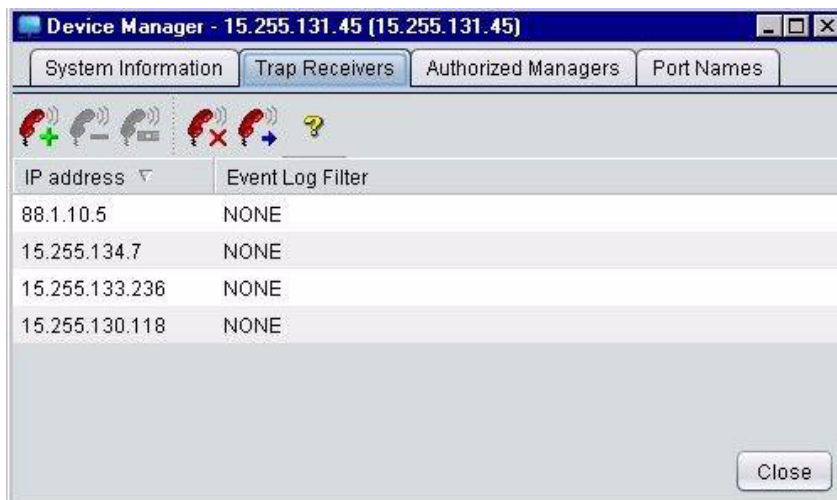 Device Manager - 15.255.131.45 (15.255.131.45)
System Information Trap Receivers Authorized Managers Port Names
IP address Event Log Filter
88.1.10.5 NONE
15.255.134.7 NONE
15.255.133.236 NONE
15.255.130.118 NONE
Close